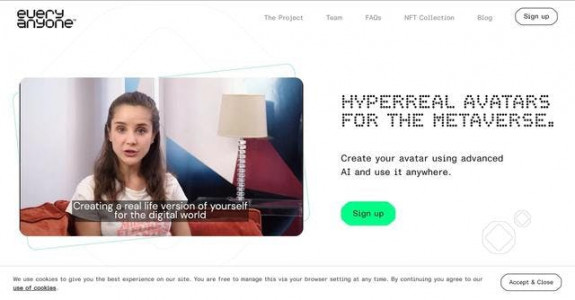 every
anyone™
The Project
Team
FAQs
NFT Collection
Blog
Sign up
Creating a real life version of yourself
for the digital world
HYPERREAL AVATARS
FOR THE METAVERSE.
Create your avatar using advanced
AI and use it anywhere.
Sign up
We use cookies to give you the best experience on our site. You are free to manage this via your browser setting at any time. By continuing you agree to our
use of cookies.
Accept & Close